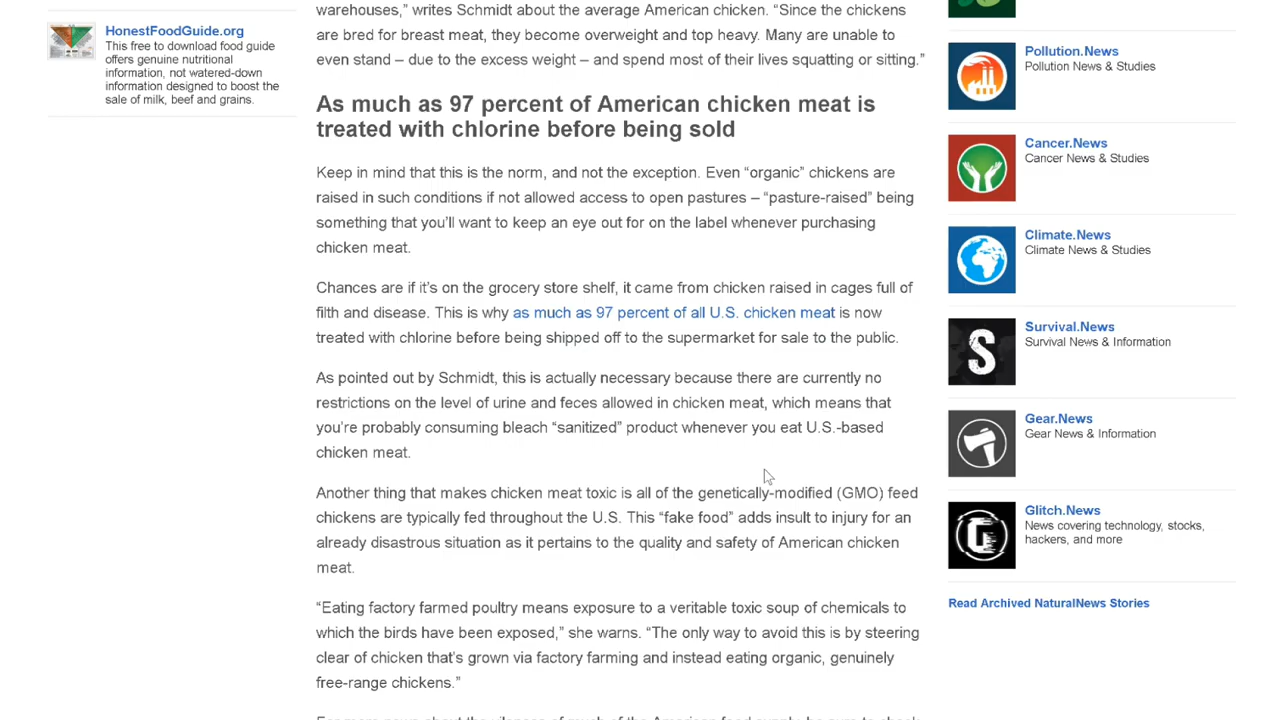 HonestFoodGuide.org
This free to download food guide
offers genuine nutritional
information, not watered-down
information designed to boost the
sale of milk, beef and grains.
warehouses,” writes Schmidt about the average American chicken. “Since the chickens
are bred for breast meat, they become overweight and top heavy. Many are unable to
even stand – due to the excess weight – and spend most of their lives squatting or sitting.”
As much as 97 percent of American chicken meat is
treated with chlorine before being sold
Keep in mind that this is the norm, and not the exception. Even “organic” chickens are
raised in such conditions if not allowed access to open pastures – “pasture-raised” being
something that you’ll want to keep an eye out for on the label whenever purchasing
chicken meat.
Chances are if it’s on the grocery store shelf, it came from chicken raised in cages full of
filth and disease. This is why as much as 97 percent of all U.S. chicken meat is now
treated with chlorine before being shipped off to the supermarket for sale to the public.
As pointed out by Schmidt, this is actually necessary because there are currently no
restrictions on the level of urine and feces allowed in chicken meat, which means that
you’re probably consuming bleach “sanitized” product whenever you eat U.S.-based
chicken meat.
Another thing that makes chicken meat toxic is all of the genetically-modified (GMO) feed
chickens are typically fed throughout the U.S. This “fake food” adds insult to injury for an
already disastrous situation as it pertains to the quality and safety of American chicken
meat.
“Eating factory farmed poultry means exposure to a veritable toxic soup of chemicals to
which the birds have been exposed,” she warns. “The only way to avoid this is by steering
clear of chicken that’s grown via factory farming and instead eating organic, genuinely
free-range chickens.”
For more news about the vileness of much of the American food supply, be sure to check
Pollution.News
Pollution News & Studies
Cancer.News
Cancer News & Studies
Climate.News
Climate News & Studies
S
Survival.News
Survival News & Information
Gear.News
Gear News & Information
G
Glitch.News
News covering technology, stocks,
hackers, and more
Read Archived NaturalNews Stories